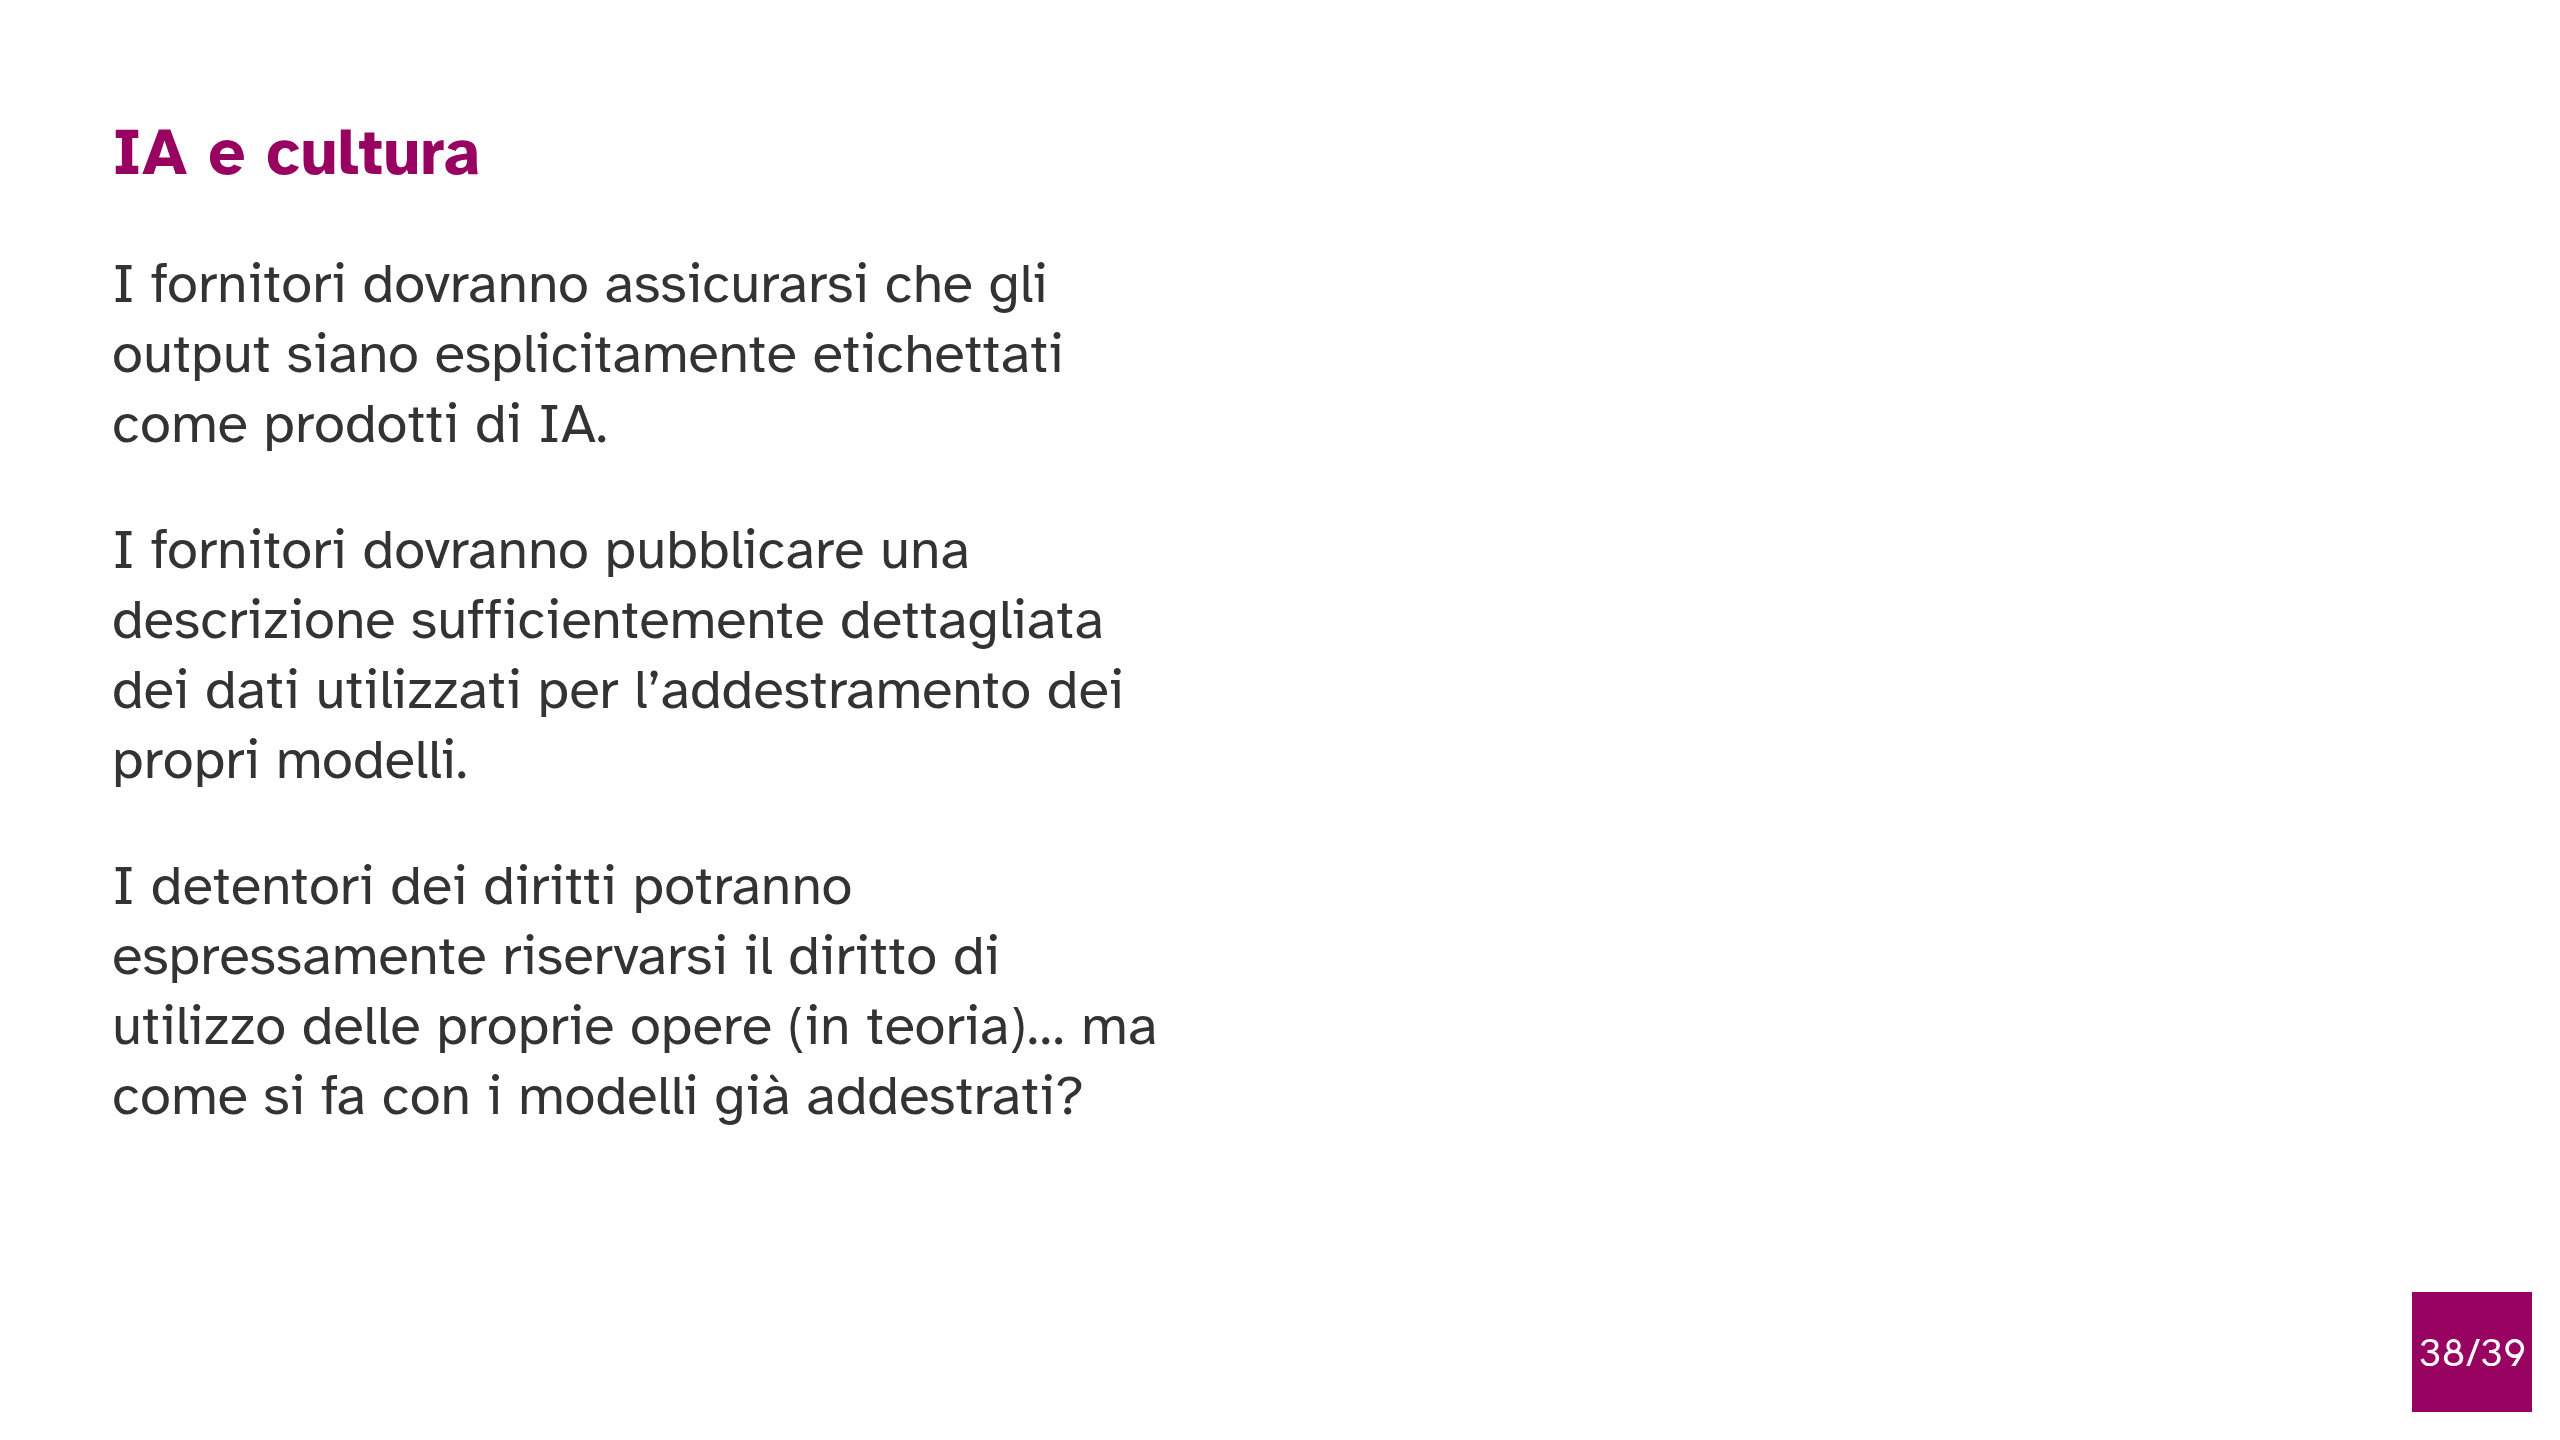 IA e cultura
I fornitori dovranno assicurarsi che gli
output siano esplicitamente etichettati
come prodotti di IA.
I fornitori dovranno pubblicare una
descrizione sufficientemente dettagliata
dei dati utilizzati per l’addestramento dei
propri modelli.
I detentori dei diritti potranno
espressamente riservarsi il diritto di
utilizzo delle proprie opere (in teoria)… ma
come si fa con i modelli già addestrati?
38/39